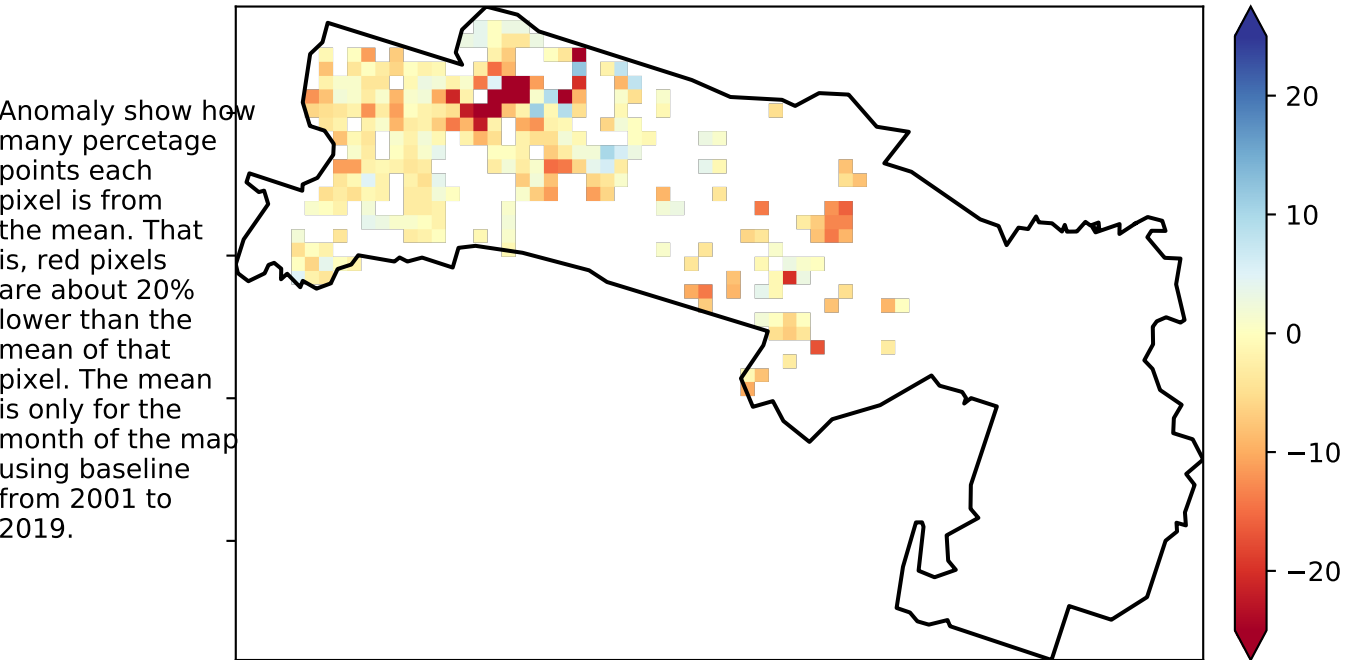 Anomaly show how
many percetage
points each
pixel is from
the mean. That
is, red pixels
are about 20%
lower than the
mean of that
pixel. The mean
is only for the
month of the map
using baseline
from 2001 to
2019.
20
10
0
−10
−20